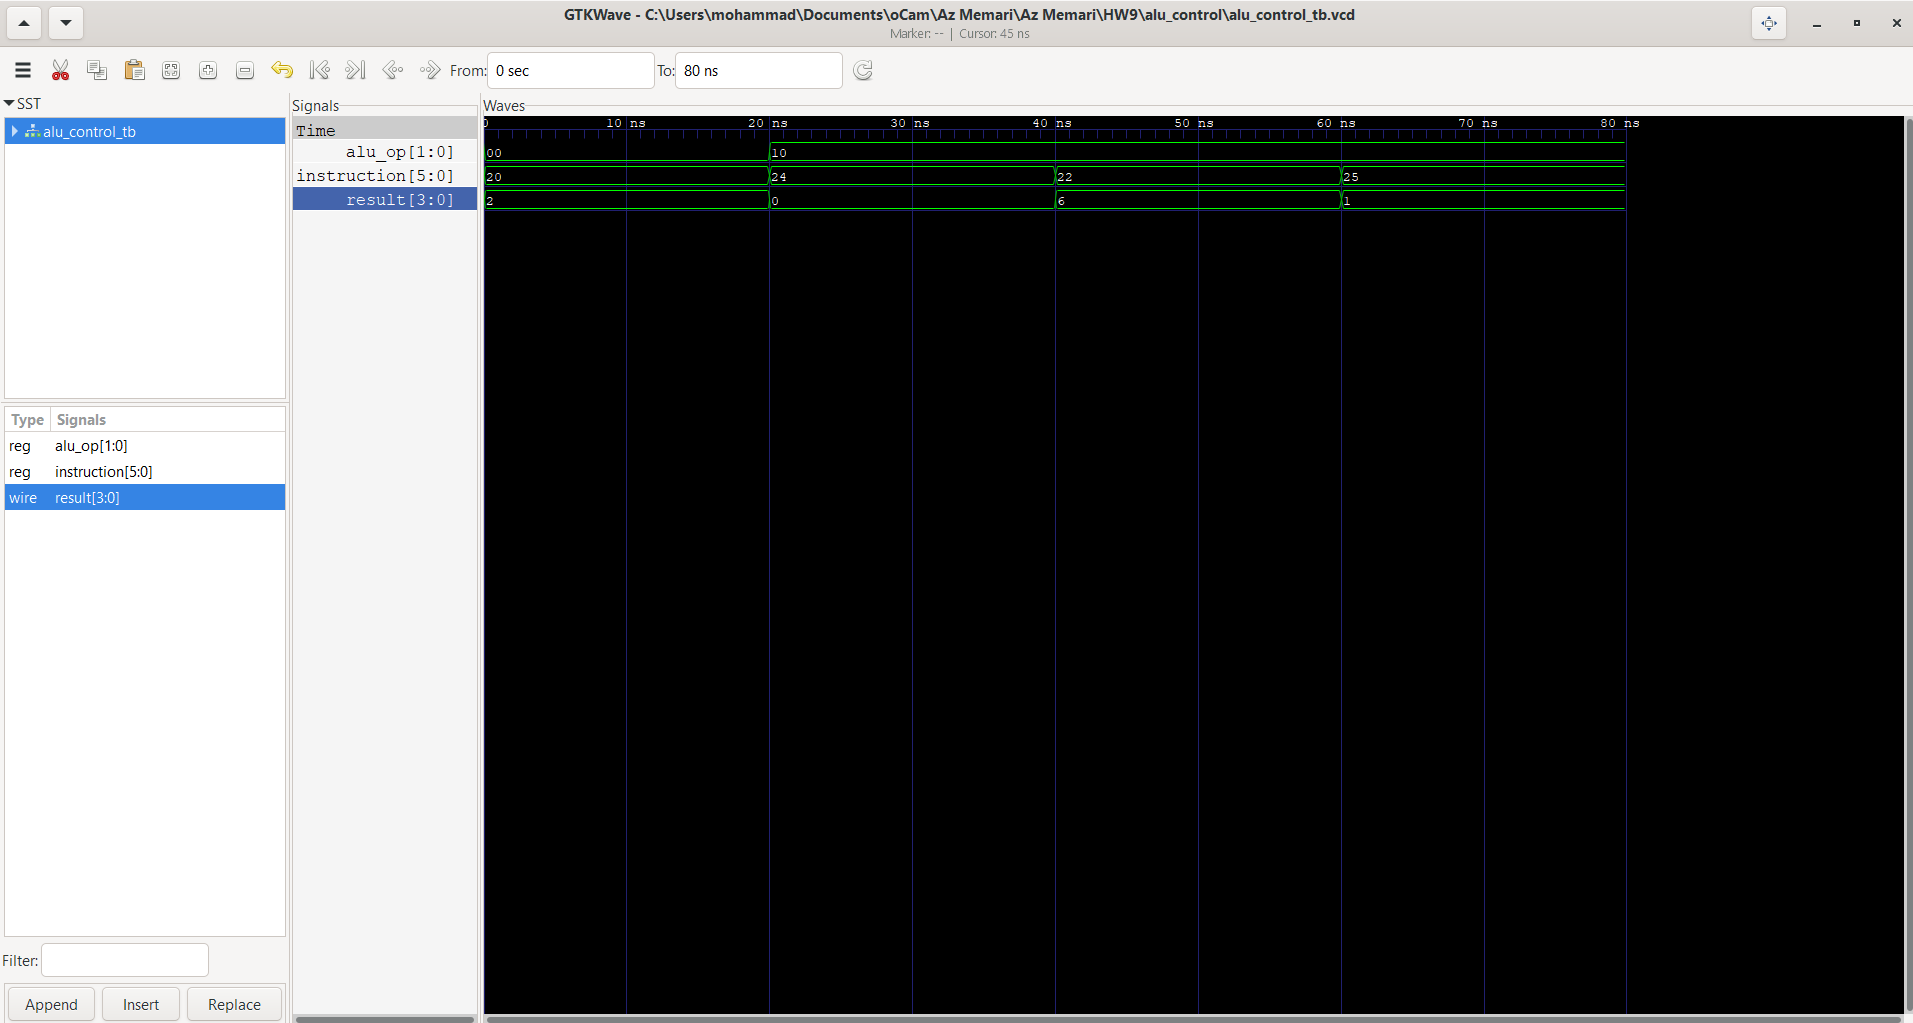 GTKWave - C:\Users\mohammad\Documents\oCam\Az Memari\Az Memari\HW9\alu_control\alu_control_tb.vcd
Marker: -- | Cursor: 45 ns
From: 0 sec To: 80 ns
SST
alu_control_tb
Type Signals
reg alu_op[1:0]
reg instruction[5:0]
wire result[3:0]
Filter:
Append Insert Replace
Signals
Time
alu_op[1:0]
instruction[5:0]
result[3:0]
Waves
0 10 ns 20 ns 30 ns 40 ns 50 ns 60 ns 70 ns 80 ns
00 10
20 24 22 25
2 0 6 1